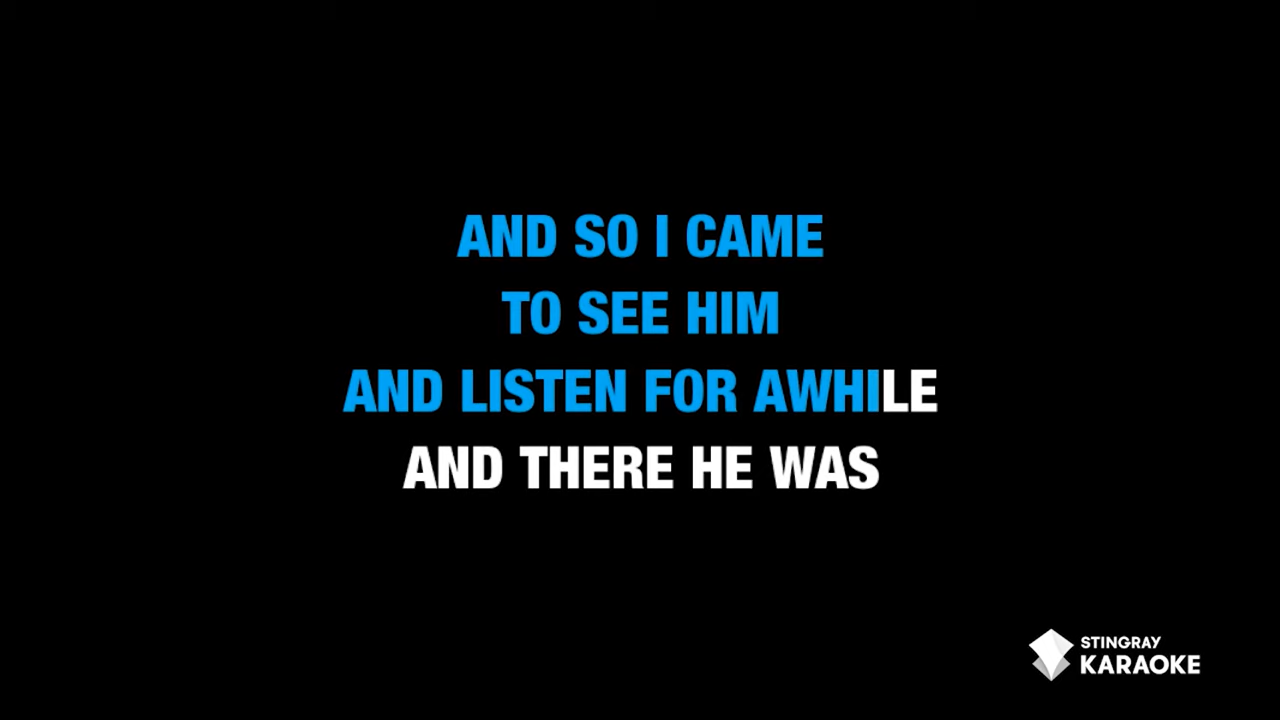 AND SO I CAME
TO SEE HIM
AND LISTEN FOR AWHILE
AND THERE HE WAS
STINGRAY
KARAOKE